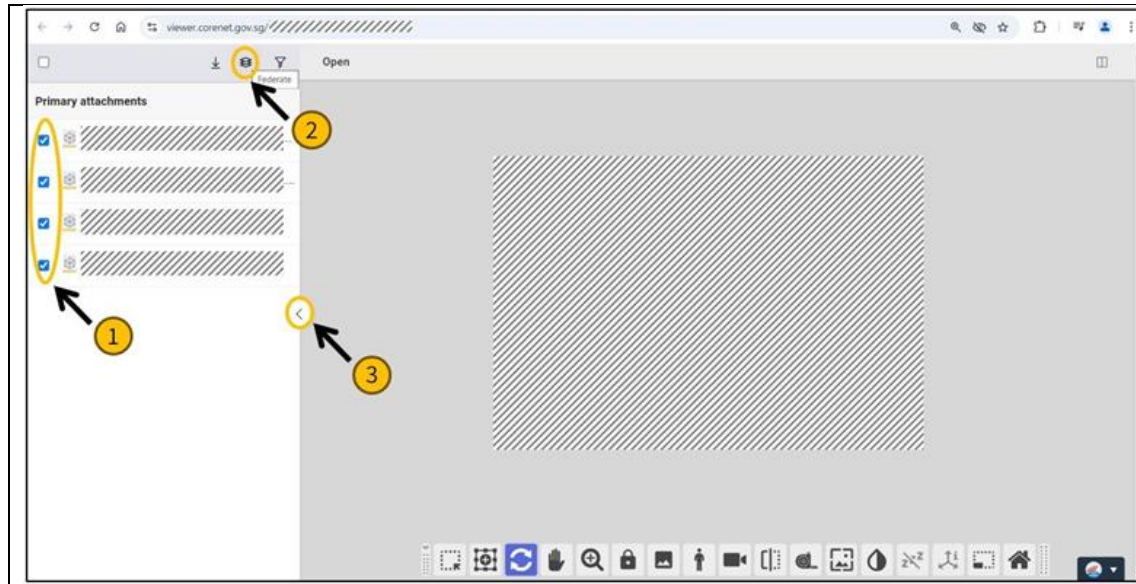 viewer.corenet.gov.sg/
Open
Federate
Primary attachments
2
1
3